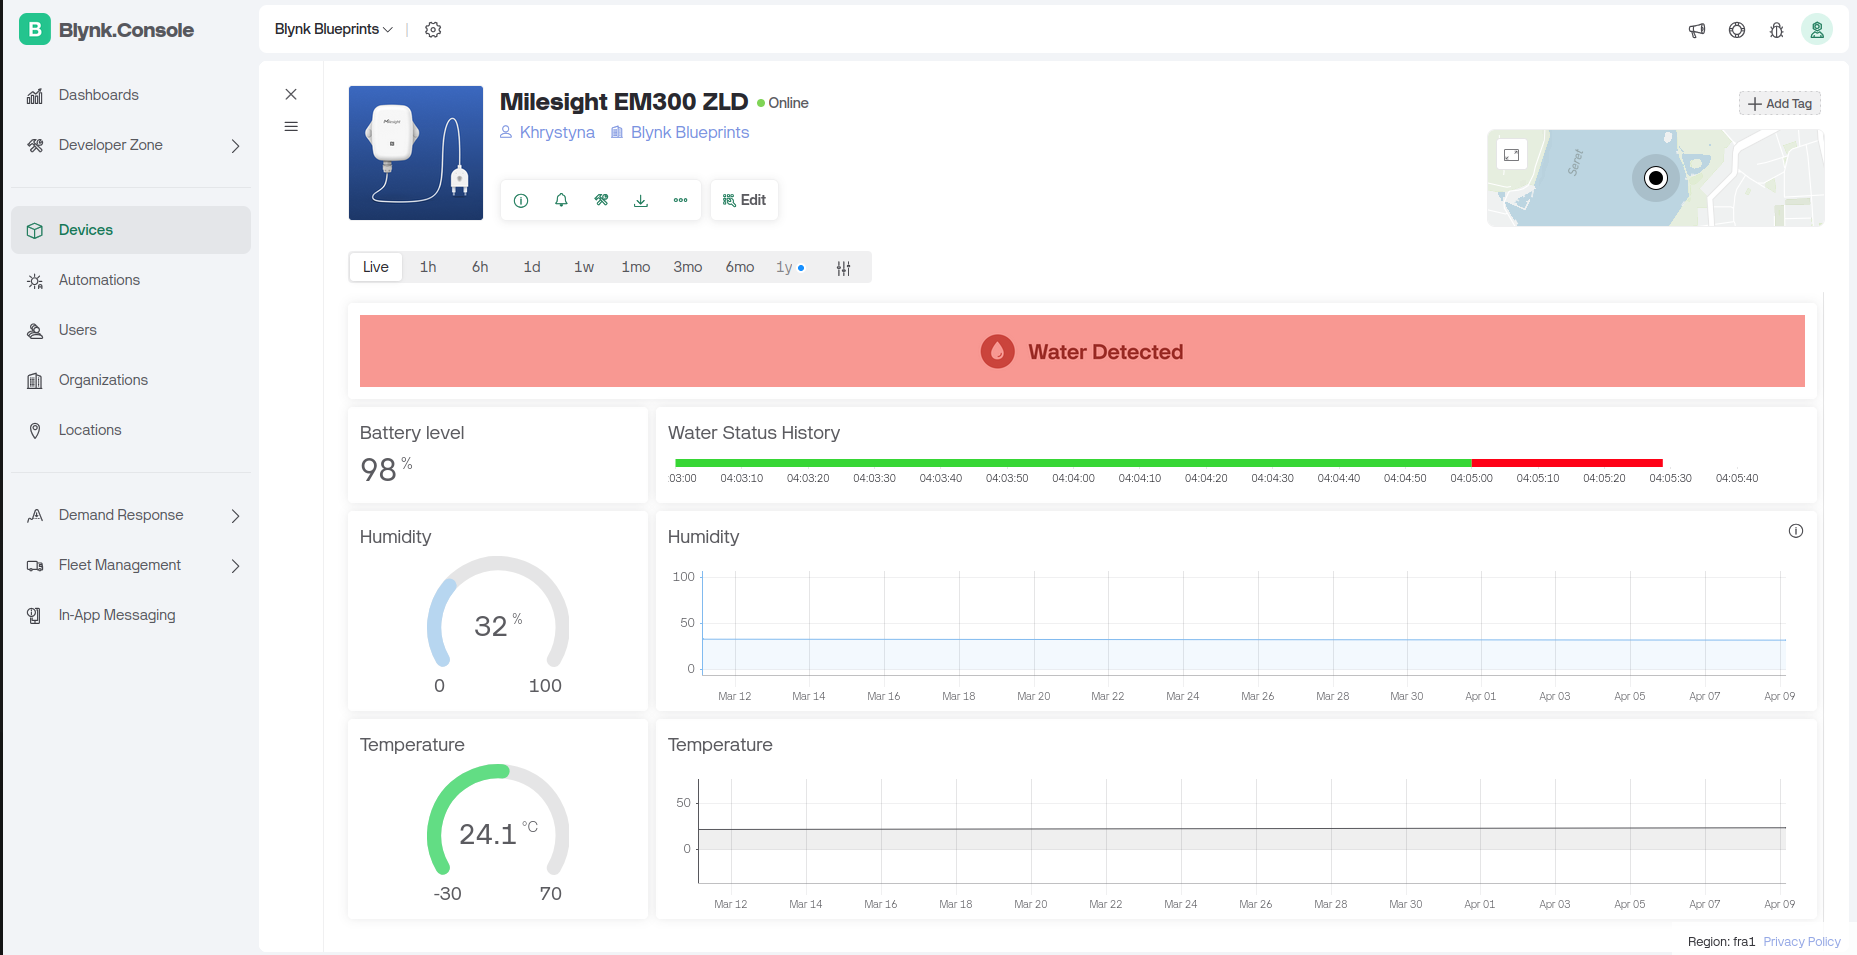 B Blynk.Console
Blynk Blueprints
Dashboards
Developer Zone
Devices
Automations
Users
Organizations
Locations
Demand Response
Fleet Management
In-App Messaging
Milesight
Milesight EM300 ZLD Online
Khrystyna Blynk Blueprints
Edit
Add Tag
Seret
Live 1h 6h 1d 1w 1mo 3mo 6mo 1y
Water Detected
Battery level
98 %
Water Status History
:03:00 04:03:10 04:03:20 04:03:30 04:03:40 04:03:50 04:04:00 04:04:10 04:04:20 04:04:30 04:04:40 04:04:50 04:05:00 04:05:10 04:05:20 04:05:30 04:05:40
Humidity
32 %
0 100
Humidity
100
50
0
Mar 12 Mar 14 Mar 16 Mar 18 Mar 20 Mar 22 Mar 24 Mar 26 Mar 28 Mar 30 Apr 01 Apr 03 Apr 05 Apr 07 Apr 09
Temperature
24.1 °C
-30 70
Temperature
50
0
Mar 12 Mar 14 Mar 16 Mar 18 Mar 20 Mar 22 Mar 24 Mar 26 Mar 28 Mar 30 Apr 01 Apr 03 Apr 05 Apr 07 Apr 09
Region: fra1 Privacy Policy